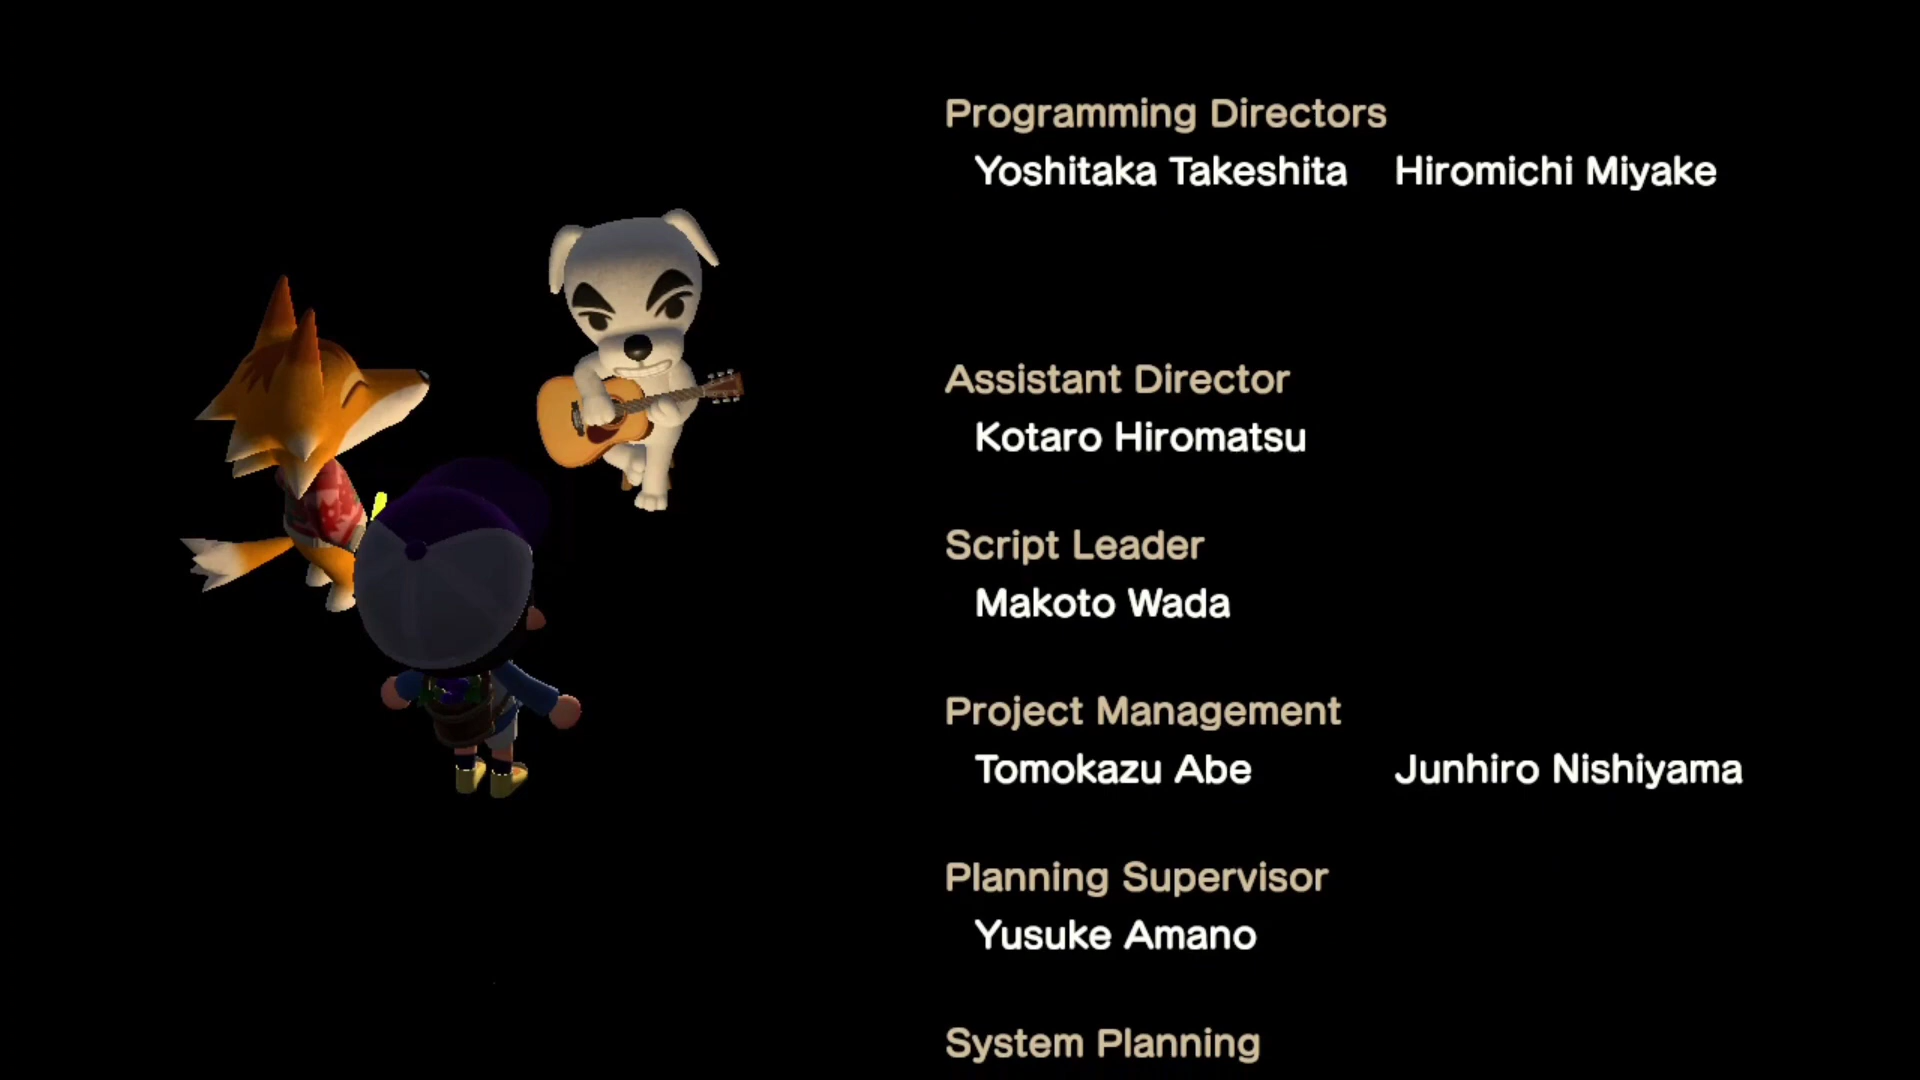 Programming Directors
Yoshitaka Takeshita Hiromichi Miyake
Assistant Director
Kotaro Hiromatsu
Script Leader
Makoto Wada
Project Management
Tomokazu Abe Junhiro Nishiyama
Planning Supervisor
Yusuke Amano
System Planning